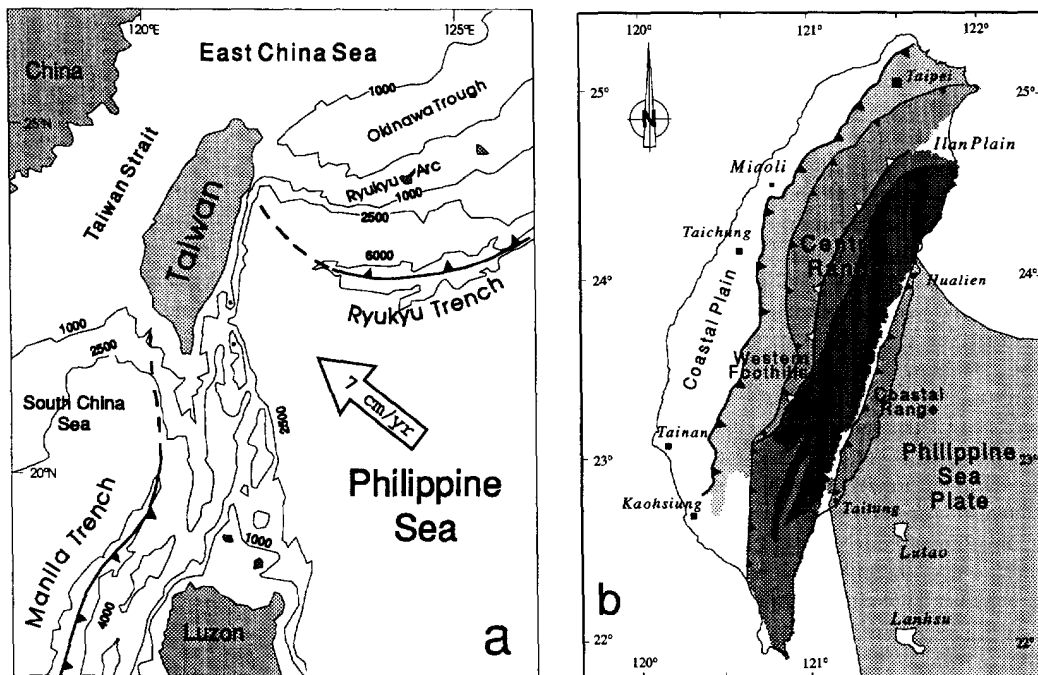 120°
125°
East China Sea
China
1000
Okinawa Trough
25°N
Taiwan Strait
Ryukyu Arc
1000
2500
Taiwan
6000
Ryukyu Trench
1000
2500
7 cm/yr
South China
Sea
2500
20°N
Philippine
Sea
Manila Trench
1000
4000
Luzon
a
120°
121°
122°
Taipei
25°
25°
N
Ilan Plain
Miaoli
Taichung
24°
24°
Hualien
Coastal Plain
Western
Foothills
Coastal
Range
Tainan
23°
23°
Philippine
Sea
Plate
Kaohsiung
Taitung
Lutao
b
Lanhsu
22°
22°
120°
121°